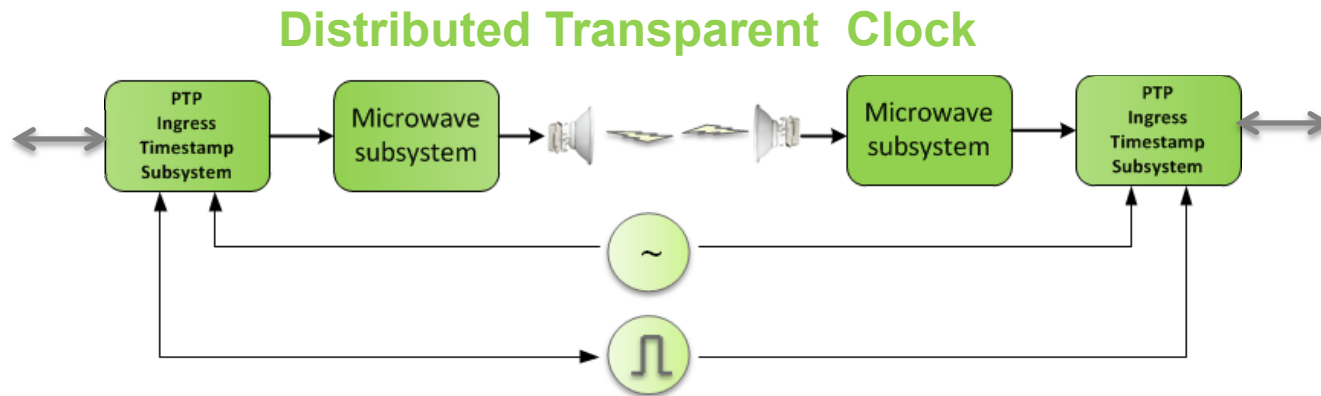 Distributed Transparent Clock
PTP
Ingress
Timestamp
Subsystem
Microwave
subsystem
Microwave
subsystem
PTP
Ingress
Timestamp
Subsystem
~